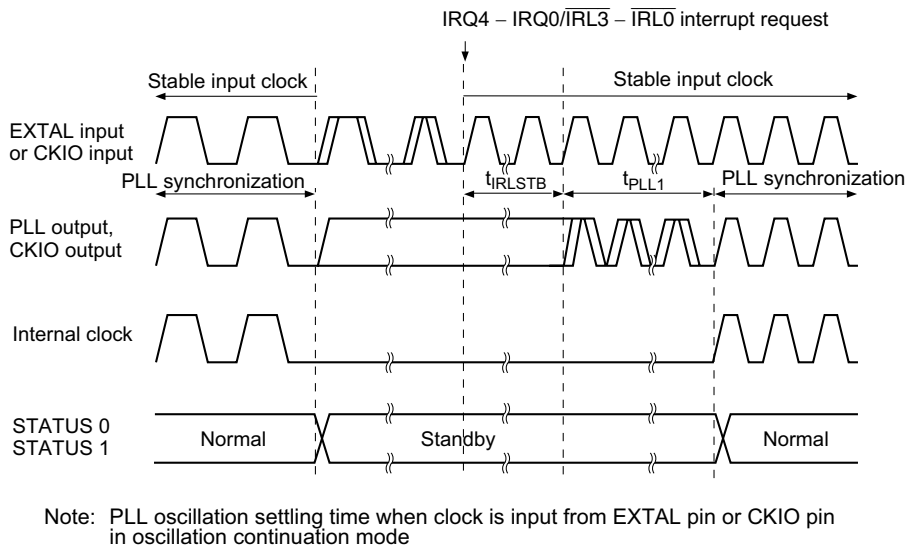 IRQ4 – IRQ0/IRL3 – IRL0 interrupt request
Stable input clock
Stable input clock
EXTAL input
or CKIO input
PLL synchronization
tIRLSTB
tPLL1
PLL synchronization
PLL output,
CKIO output
Internal clock
STATUS 0
STATUS 1
Normal
Standby
Normal
Note: PLL oscillation settling time when clock is input from EXTAL pin or CKIO pin
in oscillation continuation mode